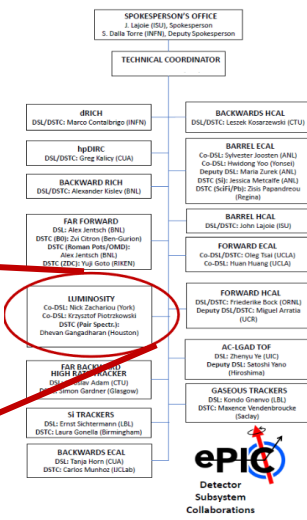 SPOKESPERSON'S OFFICE
J. Lajoie (ISU), Spokesperson
S. Dalla Torre (INFN), Deputy Spokesperson
TECHNICAL COORDINATOR
dRICH
DSL/DSTC: Marco Contalbrigo (INFN)
hpDIRC
DSL/DSTC: Greg Kalicy (CUA)
BACKWARD RICH
DSL/DSTC: Alexander Kislev (BNL)
FAR FORWARD
DSL: Alex Jentsch (BNL)
DSTC (B0): Zvi Citron (Ben-Gurion)
DSTC (Roman Pots/OMD):
Alex Jentsch (BNL)
DSTC (ZDC): Yuji Goto (RIKEN)
LUMINOSITY
Co-DSL: Nick Zachariou (York)
Co-DSL: Krzysztof Piotrzkowski
DSTC (Pair Spectr.):
Dhevan Gangadharan (Houston)
FAR BACKWARD
HIGH RATE TRACKER
Adam (CTU)
Simon Gardner (Glasgow)
Si TRACKERS
DSL: Ernst Sichtermann (LBL)
DSTC: Laura Gonella (Birmingham)
BACKWARDS ECAL
DSL: Tanja Horn (CUA)
DSTC: Carlos Munhoz (UCLab)
BACKWARDS HCAL
DSL/DSTC: Leszek Kosarzewski (CTU)
BARREL ECAL
Co-DSL: Sylvester Joosten (ANL)
Co-DSL: Hwidong Yoo (Yonsei)
Deputy DSL: Maria Zurek (ANL)
DSTC (Si): Jessica Metcalfe (ANL)
DSTC (SciFi/Pb): Zisis Papandreou
(Regina)
BARREL HCAL
DSL/DSTC: John Lajoie (ISU)
FORWARD ECAL
Co-DSL: Oleg Tsai (UCLA)
Co-DSL: Huan Huang (UCLA)
FORWARD HCAL
DSL/DSTC: Friederike Bock (ORNL)
Deputy DSL/DSTC: Miguel Arratia
(UCR)
AC-LGAD TOF
DSL: Zhenyu Ye (UIC)
Deputy DSL: Satoshi Yano
(Hiroshima)
GASEOUS TRACKERS
DSL: Kondo Gnanvo (LBL)
DSTC: Maxence Vandenbroucke
(Saclay)
ePIC
Detector
Subsystem
Collaborations